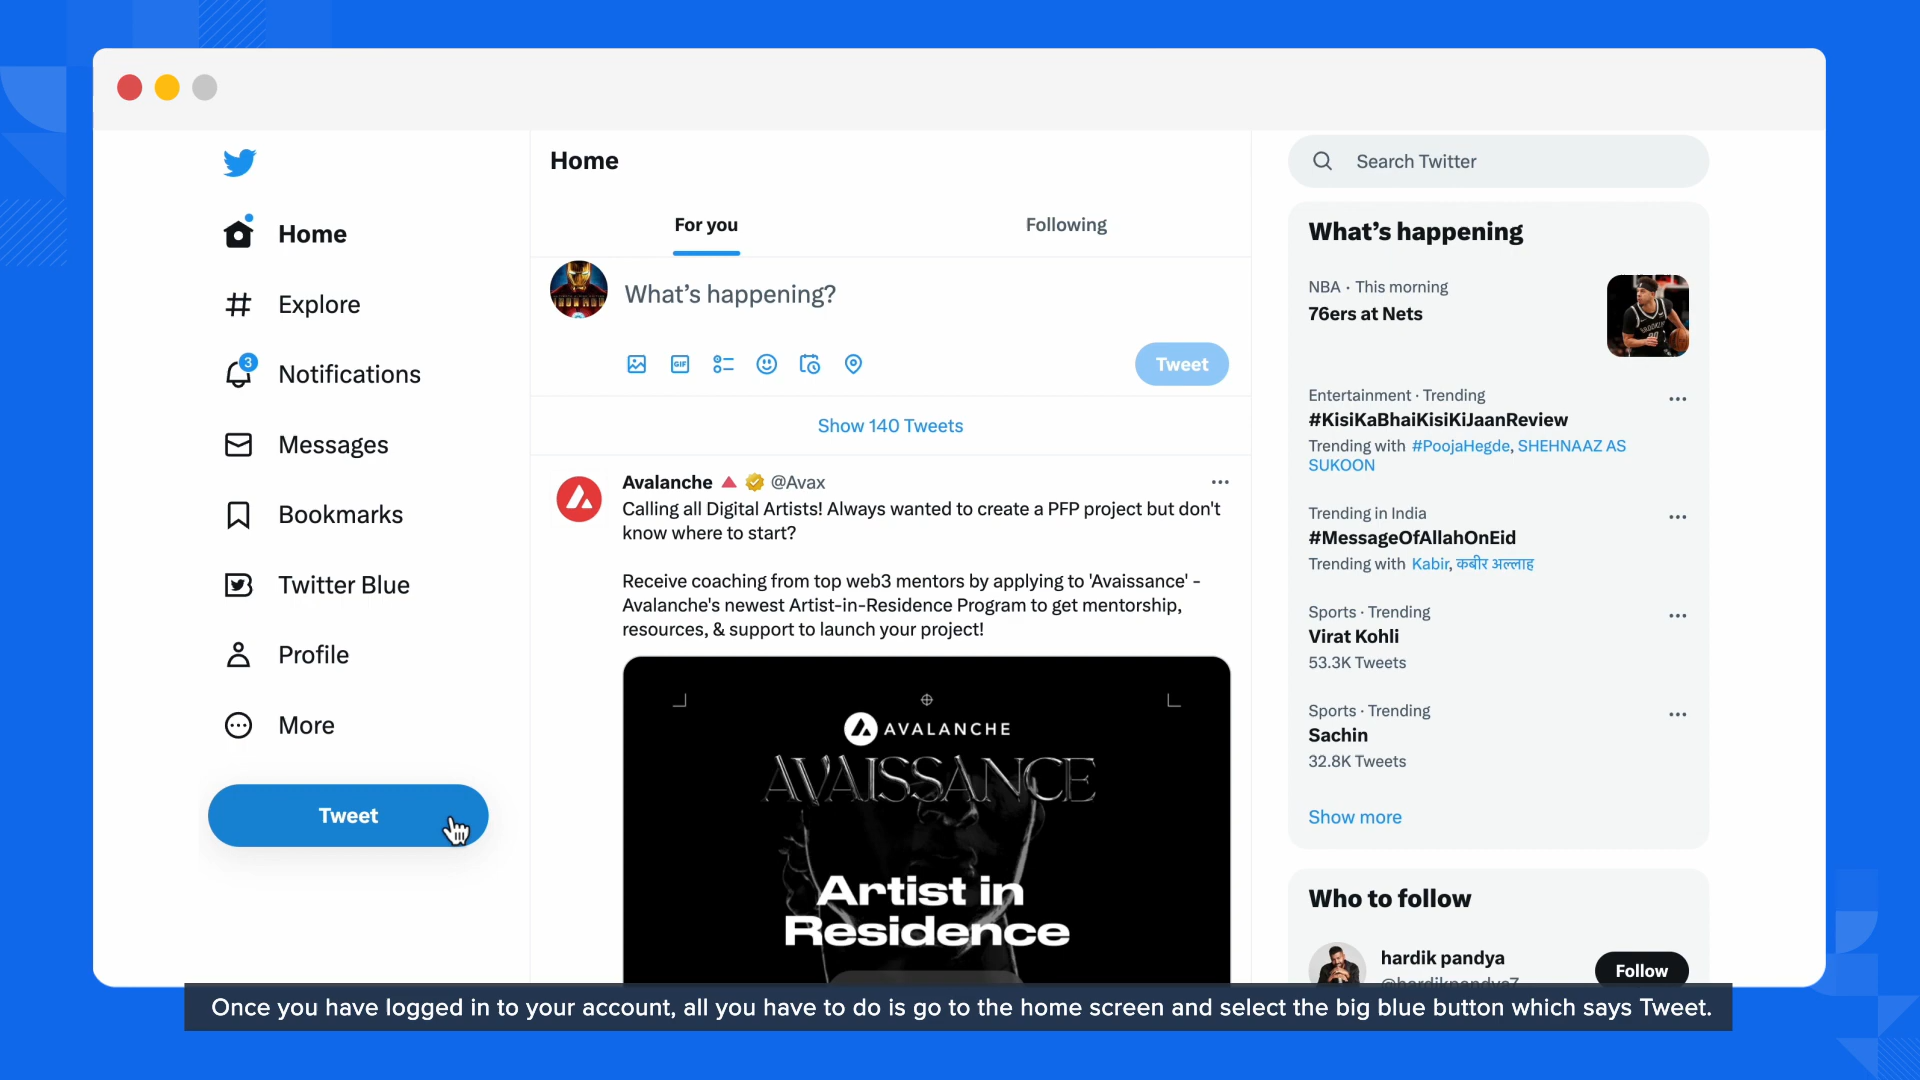 Home
Explore
3
Notifications
Messages
Bookmarks
Twitter Blue
Profile
More
Tweet
Home
For you
Following
IRON MAN
What's happening?
GIF
Tweet
Show 140 Tweets
Avalanche @Avax
Calling all Digital Artists! Always wanted to create a PFP project but don't
know where to start?
Receive coaching from top web3 mentors by applying to 'Avaissance' -
Avalanche's newest Artist-in-Residence Program to get mentorship,
resources, & support to launch your project!
AVALANCHE
AVAISSANCE
Artist in
Residence
Search Twitter
What's happening
NBA · This morning
76ers at Nets
BROOKLYN
Entertainment · Trending
#KisiKaBhaiKisiKiJaanReview
Trending with #PoojaHegde, SHEHNAAZ AS
SUKOON
Trending in India
#MessageOfAllahOnEid
Trending with Kabir, कबीर अल्लाह
Sports · Trending
Virat Kohli
53.3K Tweets
Sports · Trending
Sachin
32.8K Tweets
Show more
Who to follow
hardik pandya
@hardikpandya7
Follow
Once you have logged in to your account, all you have to do is go to the home screen and select the big blue button which says Tweet.